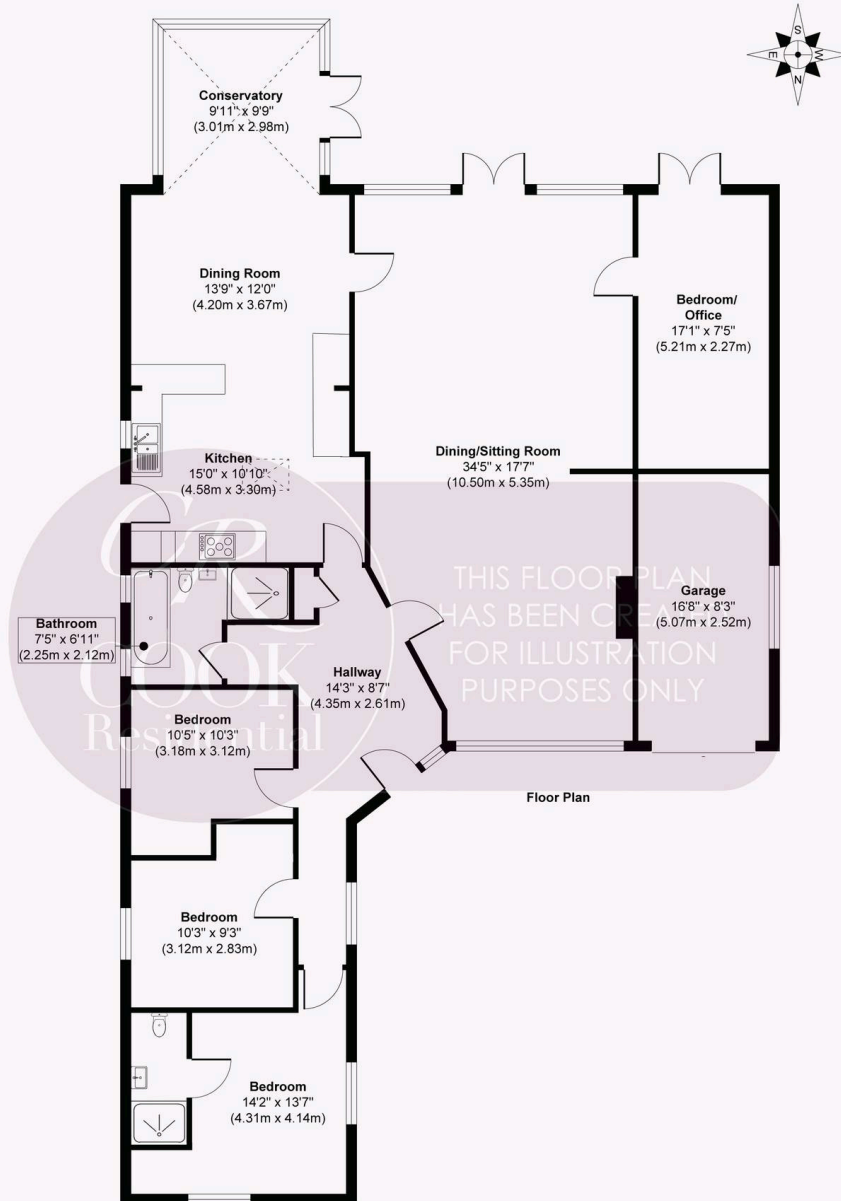 S
E W
N
Conservatory
9'11" x 9'9"
(3.01m x 2.98m)
Dining Room
13'9" x 12'0"
(4.20m x 3.67m)
Bedroom/
Office
17'1" x 7'5"
(5.21m x 2.27m)
Kitchen
15'0" x 10'10"
(4.58m x 3.30m)
Dining/Sitting Room
34'5" x 17'7"
(10.50m x 5.35m)
CR
COOK
Residential
THIS FLOOR PLAN
HAS BEEN CREATED
FOR ILLUSTRATION
PURPOSES ONLY
Garage
16'8" x 8'3"
(5.07m x 2.52m)
Bathroom
7'5" x 6'11"
(2.25m x 2.12m)
Hallway
14'3" x 8'7"
(4.35m x 2.61m)
Bedroom
10'5" x 10'3"
(3.18m x 3.12m)
Floor Plan
Bedroom
10'3" x 9'3"
(3.12m x 2.83m)
Bedroom
14'2" x 13'7"
(4.31m x 4.14m)